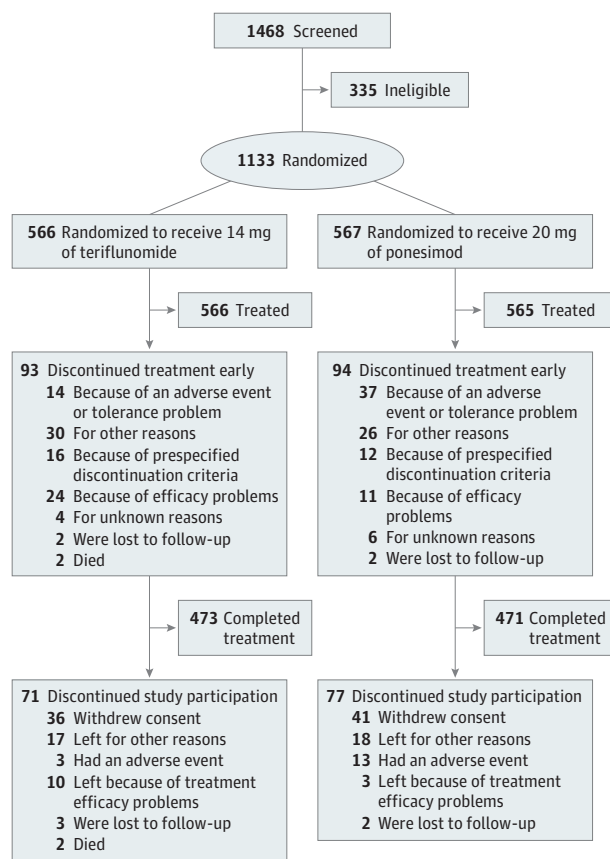 1468 Screened
335 Ineligible
1133 Randomized
566 Randomized to receive 14 mg
of teriflunomide
566 Treated
93 Discontinued treatment early
14 Because of an adverse event
or tolerance problem
30 For other reasons
16 Because of prespecified
discontinuation criteria
24 Because of efficacy problems
4 For unknown reasons
2 Were lost to follow-up
2 Died
473 Completed
treatment
71 Discontinued study participation
36 Withdrew consent
17 Left for other reasons
3 Had an adverse event
10 Left because of treatment
efficacy problems
3 Were lost to follow-up
2 Died
567 Randomized to receive 20 mg
of ponesimod
565 Treated
94 Discontinued treatment early
37 Because of an adverse
event or tolerance problem
26 For other reasons
12 Because of prespecified
discontinuation criteria
11 Because of efficacy
problems
6 For unknown reasons
2 Were lost to follow-up
471 Completed
treatment
77 Discontinued study participation
41 Withdrew consent
18 Left for other reasons
13 Had an adverse event
3 Left because of treatment
efficacy problems
2 Were lost to follow-up